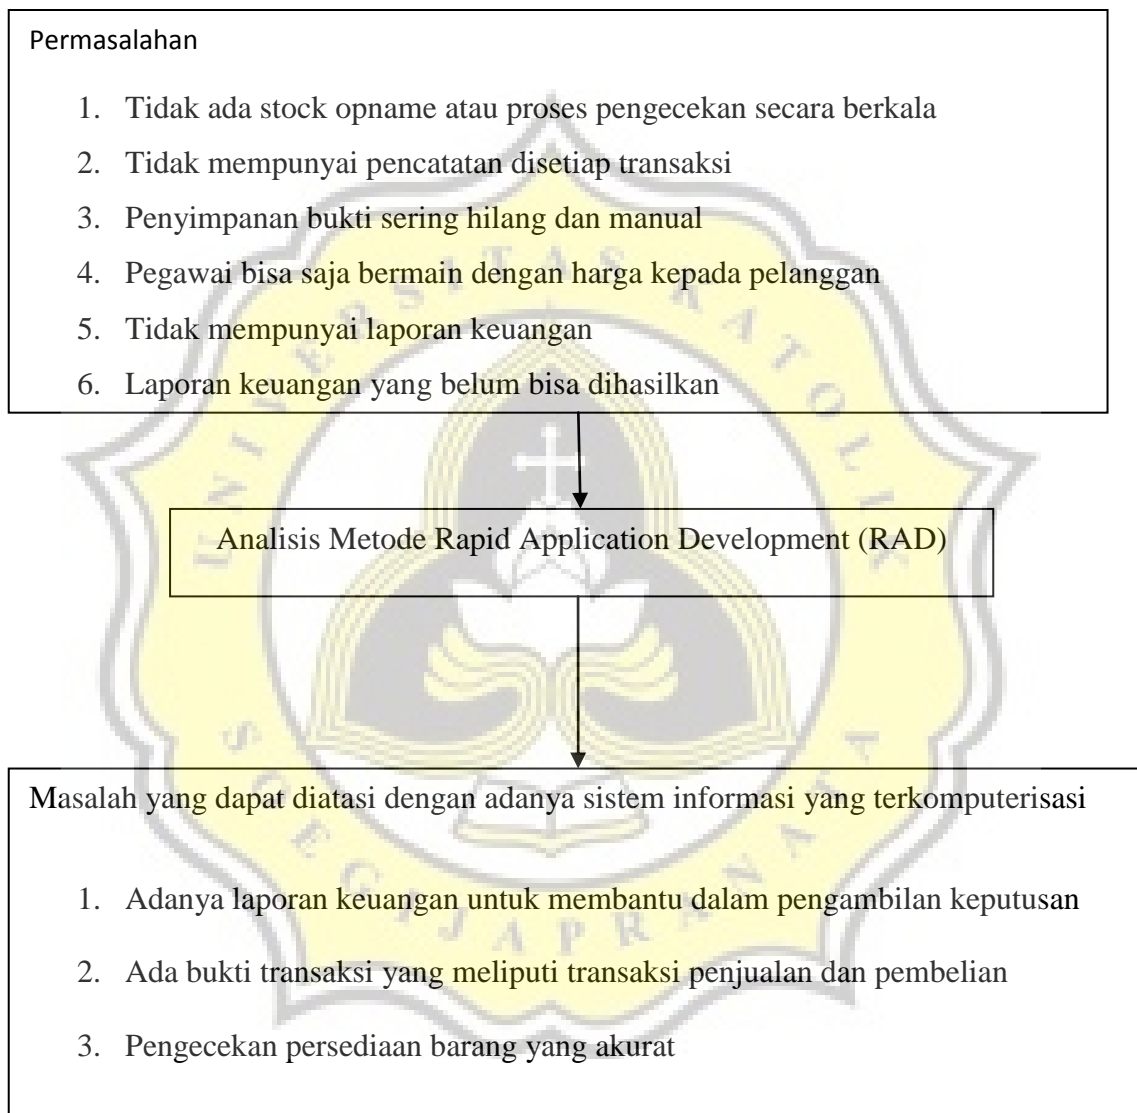 Permasalahan
1. Tidak ada stock opname atau proses pengecekan secara berkala
2. Tidak mempunyai pencatatan disetiap transaksi
3. Penyimpanan bukti sering hilang dan manual
4. Pegawai bisa saja bermain dengan harga kepada pelanggan
5. Tidak mempunyai laporan keuangan
6. Laporan keuangan yang belum bisa dihasilkan
Analisis Metode Rapid Application Development (RAD)
Masalah yang dapat diatasi dengan adanya sistem informasi yang terkomputerisasi
1. Adanya laporan keuangan untuk membantu dalam pengambilan keputusan
2. Ada bukti transaksi yang meliputi transaksi penjualan dan pembelian
3. Pengecekan persediaan barang yang akurat
UNIVERSITAS KATOLIK
SOEGIJAPRANATA